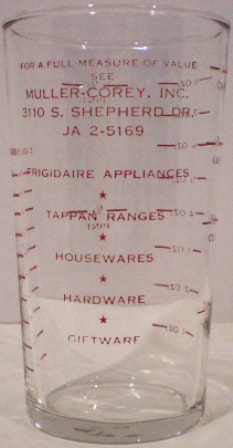 FOR A FULL MEASURE OF VALUE
SEE
MULLER-COREY, INC.
3110 S. SHEPHERD DR.
JA 2-5169
FRIGIDAIRE APPLIANCES
★
TAPPAN RANGES
★
HOUSEWARES
★
HARDWARE
★
GIFTWARE